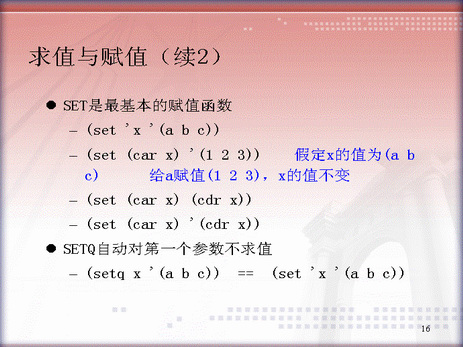 求值与赋值（续2）
● SET是最基本的赋值函数
– (set 'x '(a b c))
– (set (car x) '(1 2 3)) 假定x的值为(a b
c) 给a赋值(1 2 3)，x的值不变
– (set (car x) (cdr x))
– (set (car x) '(cdr x))
● SETQ自动对第一个参数不求值
– (setq x '(a b c)) == (set 'x '(a b c))
16